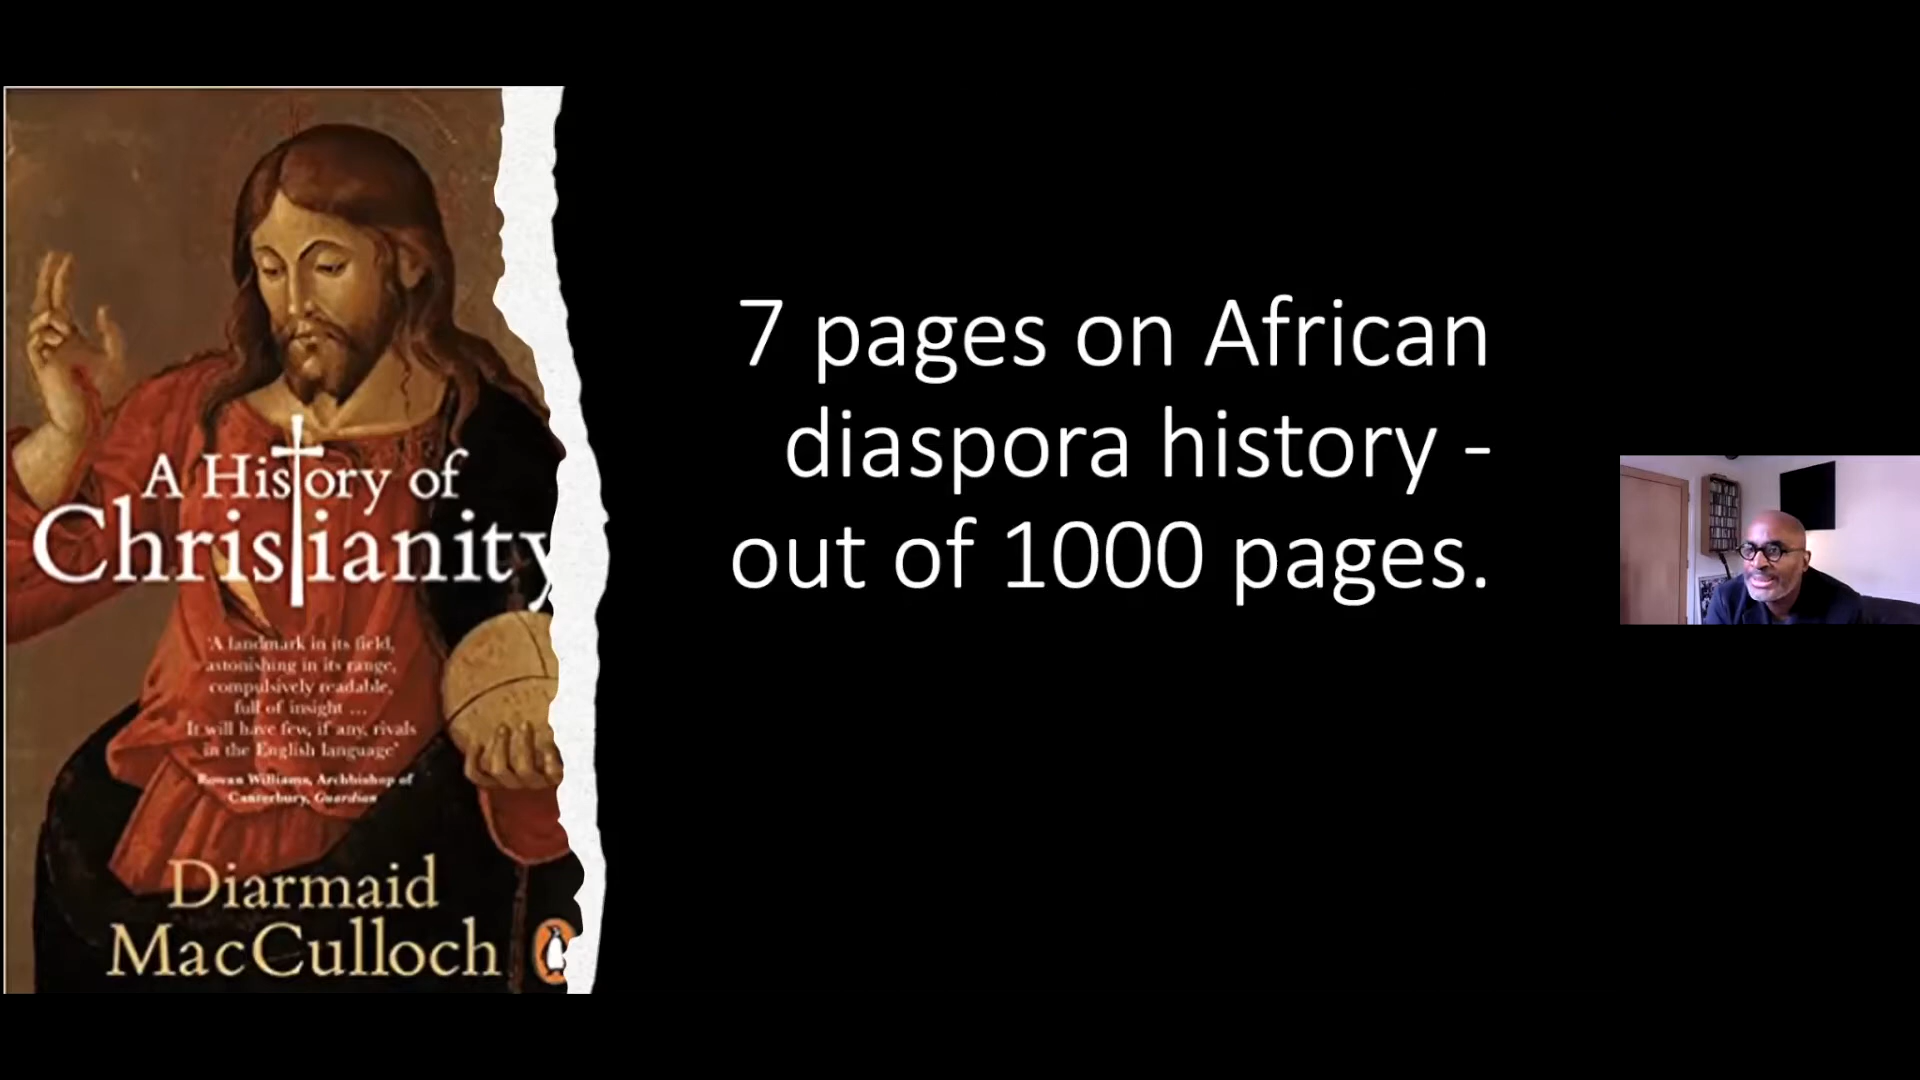 A History of
Christianity
'A landmark in its field,
astonishing in its range,
compulsively readable,
full of insight ...
It will have few, if any, rivals
in the English language'
Rowan Williams, Archbishop of
Canterbury, Guardian
Diarmaid
MacCulloch
7 pages on African
diaspora history -
out of 1000 pages.